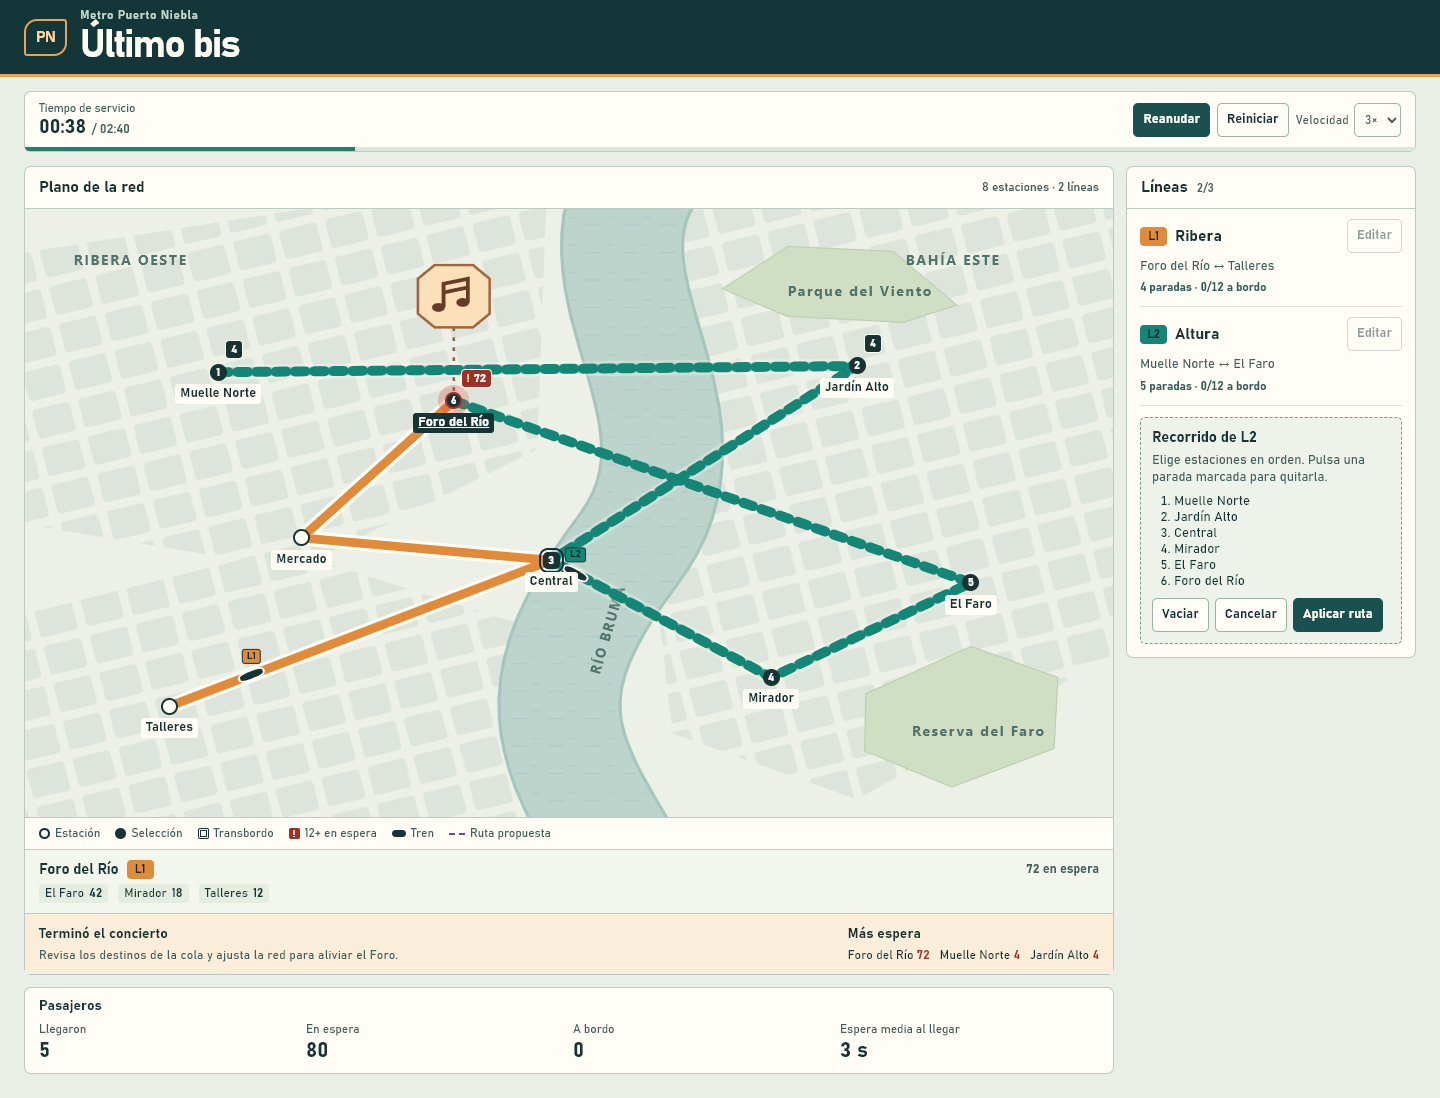 PN
Metro Puerto Niebla
Último bis
Tiempo de servicio
00:38 / 02:40
Reanudar
Reiniciar
Velocidad
3×
Plano de la red
8 estaciones · 2 líneas
RIBERA OESTE
BAHÍA ESTE
Parque del Viento
4
1
Muelle Norte
4
2
Jardín Alto
! 72
6
Foro del Río
Mercado
3
L2
Central
5
El Faro
RÍO BRUMA
L1
4
Mirador
Talleres
Reserva del Faro
Estación
Selección
Transbordo
! 12+ en espera
Tren
Ruta propuesta
Foro del Río L1
72 en espera
El Faro 42
Mirador 18
Talleres 12
Terminó el concierto
Revisa los destinos de la cola y ajusta la red para aliviar el Foro.
Más espera
Foro del Río 72 Muelle Norte 4 Jardín Alto 4
Pasajeros
Llegaron
5
En espera
80
A bordo
0
Espera media al llegar
3 s
Líneas 2/3
L1 Ribera
Editar
Foro del Río ↔ Talleres
4 paradas · 0/12 a bordo
L2 Altura
Editar
Muelle Norte ↔ El Faro
5 paradas · 0/12 a bordo
Recorrido de L2
Elige estaciones en orden. Pulsa una
parada marcada para quitarla.
1. Muelle Norte
2. Jardín Alto
3. Central
4. Mirador
5. El Faro
6. Foro del Río
Vaciar
Cancelar
Aplicar ruta